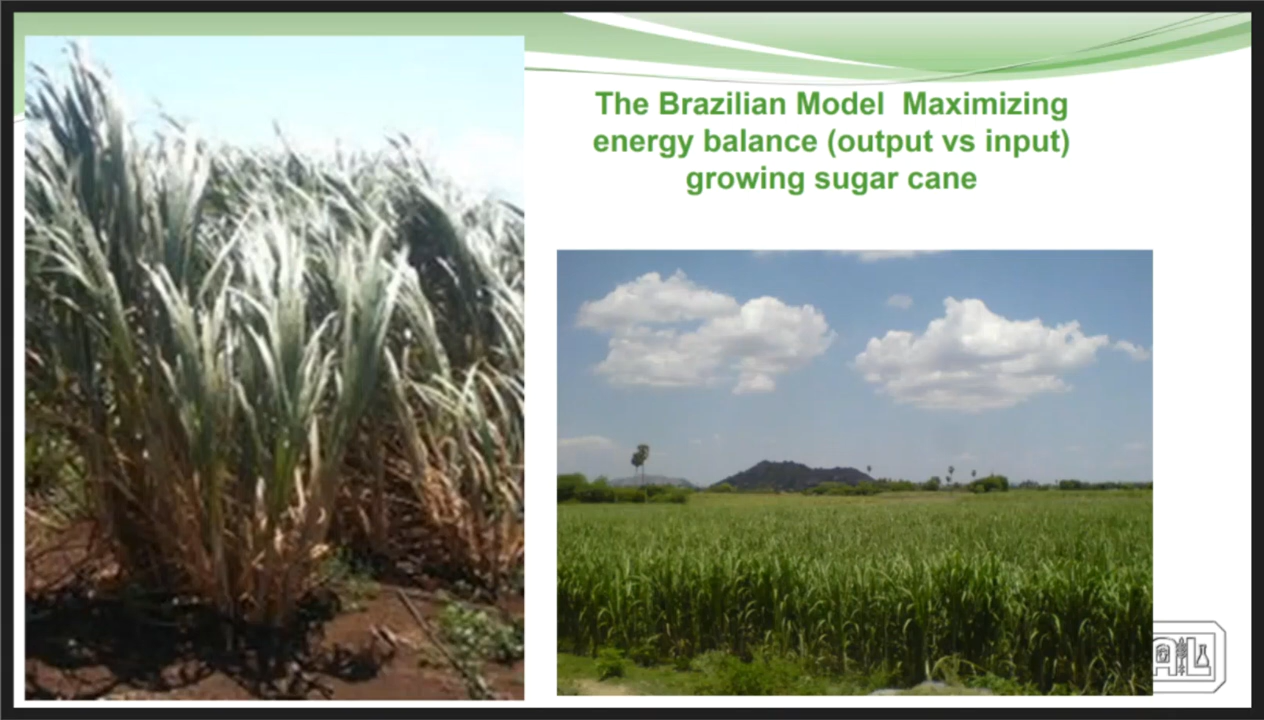 The Brazilian Model  Maximizing
energy balance (output vs input)
growing sugar cane